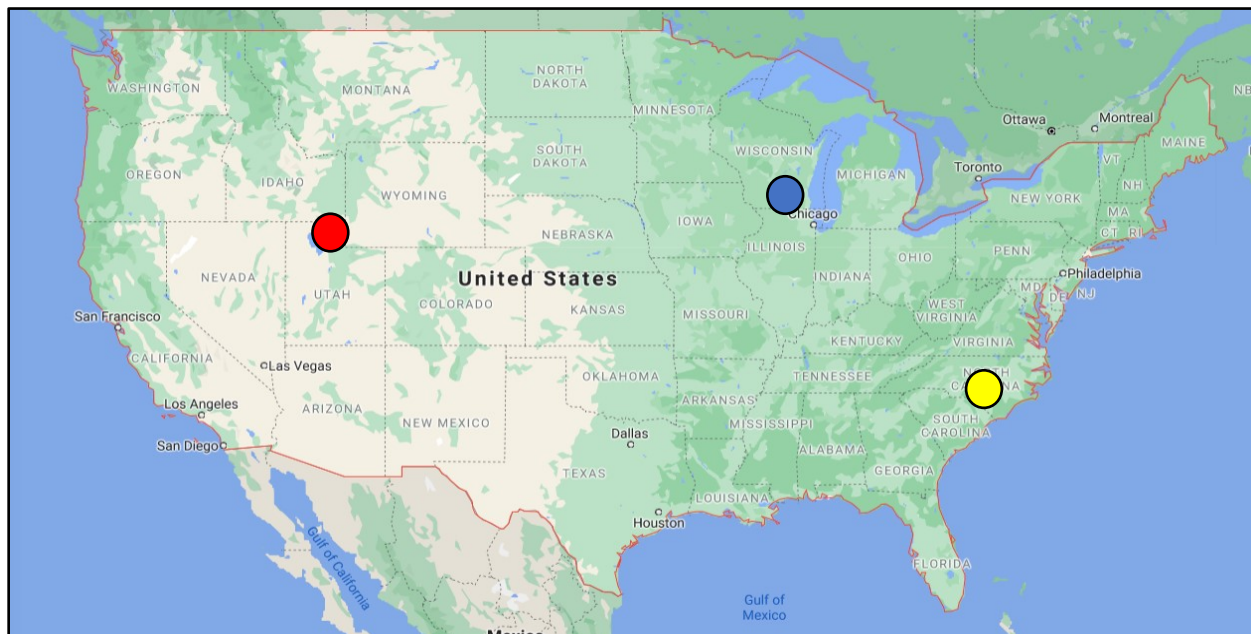 WASHINGTON
MONTANA
NORTH
DAKOTA
MINNESOTA
Ottawa
Montreal
MAINE
OREGON
IDAHO
WYOMING
SOUTH
DAKOTA
WISCONSIN
MICHIGAN
Toronto
VT
NH
NEW YORK
MA
CT
RI
NEBRASKA
IOWA
Chicago
ILLINOIS
INDIANA
OHIO
PENN
Philadelphia
NEVADA
UTAH
COLORADO
United States
KANSAS
MISSOURI
WEST
VIRGINIA
MD
DE
NJ
San Francisco
CALIFORNIA
KENTUCKY
VIRGINIA
Las Vegas
Los Angeles
ARIZONA
NEW MEXICO
OKLAHOMA
ARKANSAS
TENNESSEE
San Diego
Dallas
TEXAS
MISSISSIPPI
ALABAMA
SOUTH
CAROLINA
GEORGIA
LOUISIANA
Houston
FLORIDA
Gulf of California
Gulf of
Mexico